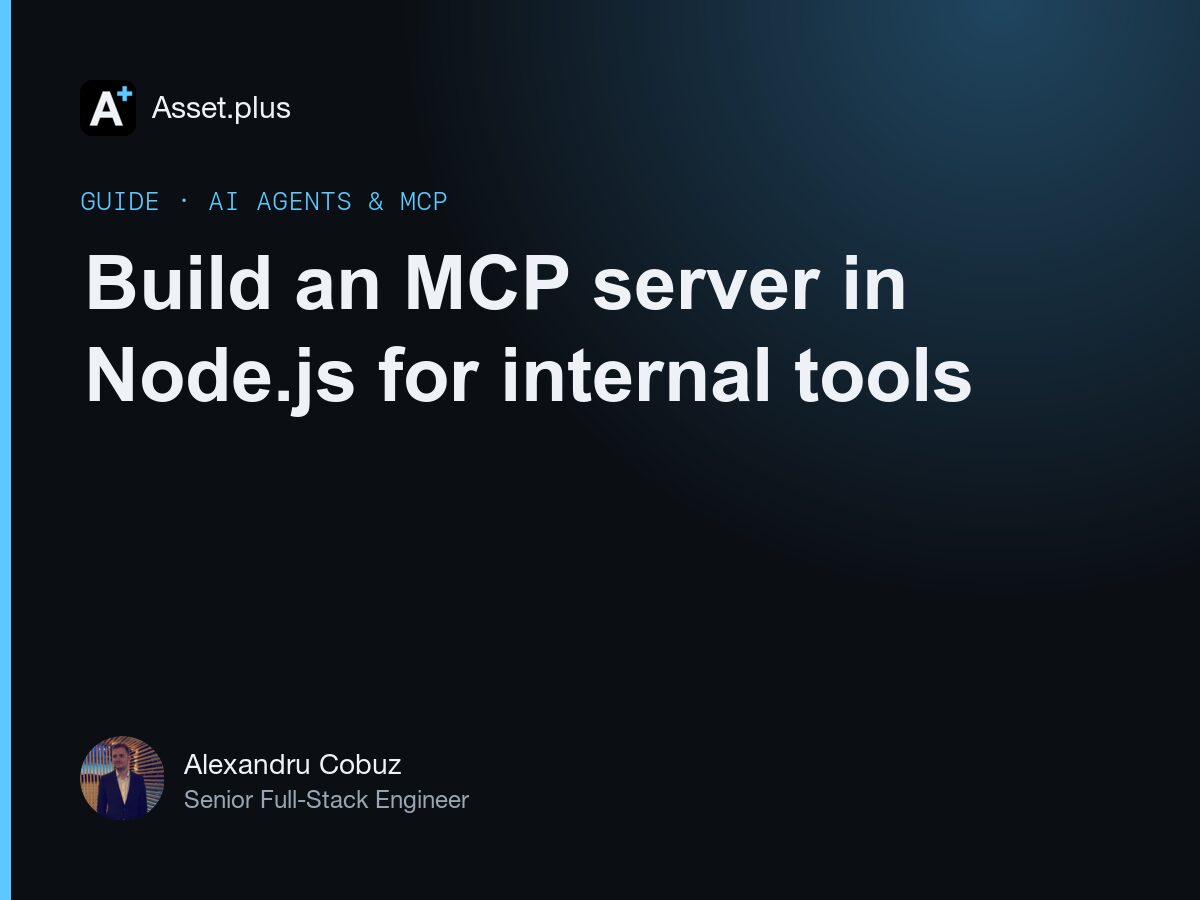 A+
Asset.plus
GUIDE · AI AGENTS & MCP
Build an MCP server in
Node.js for internal tools
Alexandru Cobuz
Senior Full-Stack Engineer